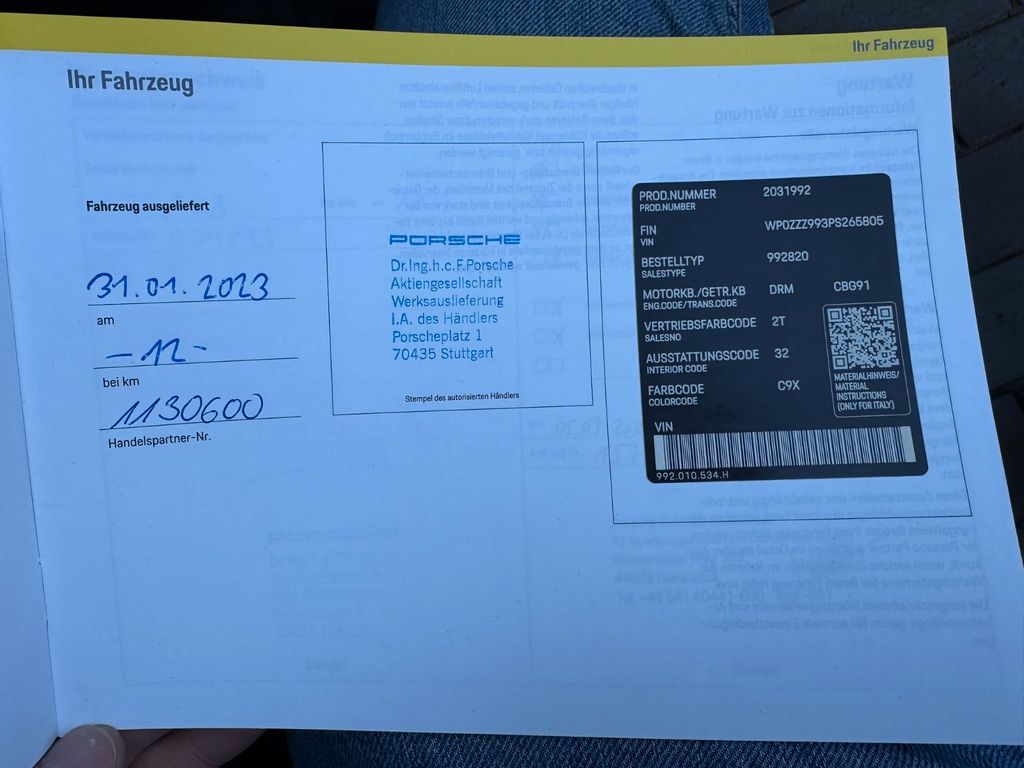 Ihr Fahrzeug
Ihr Fahrzeug
Fahrzeug ausgeliefert
31.01.2023
am
-12-
bei km
1130600
Handelspartner-Nr.
PORSCHE
Dr.Ing.h.c.F.Porsche
Aktiengesellschaft
Werksauslieferung
i.A. des Händlers
Porscheplatz 1
70435 Stuttgart
Stempel des autorisierten Händlers
PROD.NUMMER 2031992
PROD.NUMBER
FIN WP0ZZZ993PS265805
VIN
BESTELLTYP 992820
SALESTYPE
MOTORKB./GETR.KB DRM CBG91
ENG.CODE/TRANS.CODE
VERTRIEBSFARBCODE 2T
SALESNO
AUSSTATTUNGSCODE 32
INTERIOR CODE
FARBCODE C9X
COLORCODE
MATERIALHINWEIS/
MATERIAL
INSTRUCTIONS
(ONLY FOR ITALY)
VIN
992.010.534.H